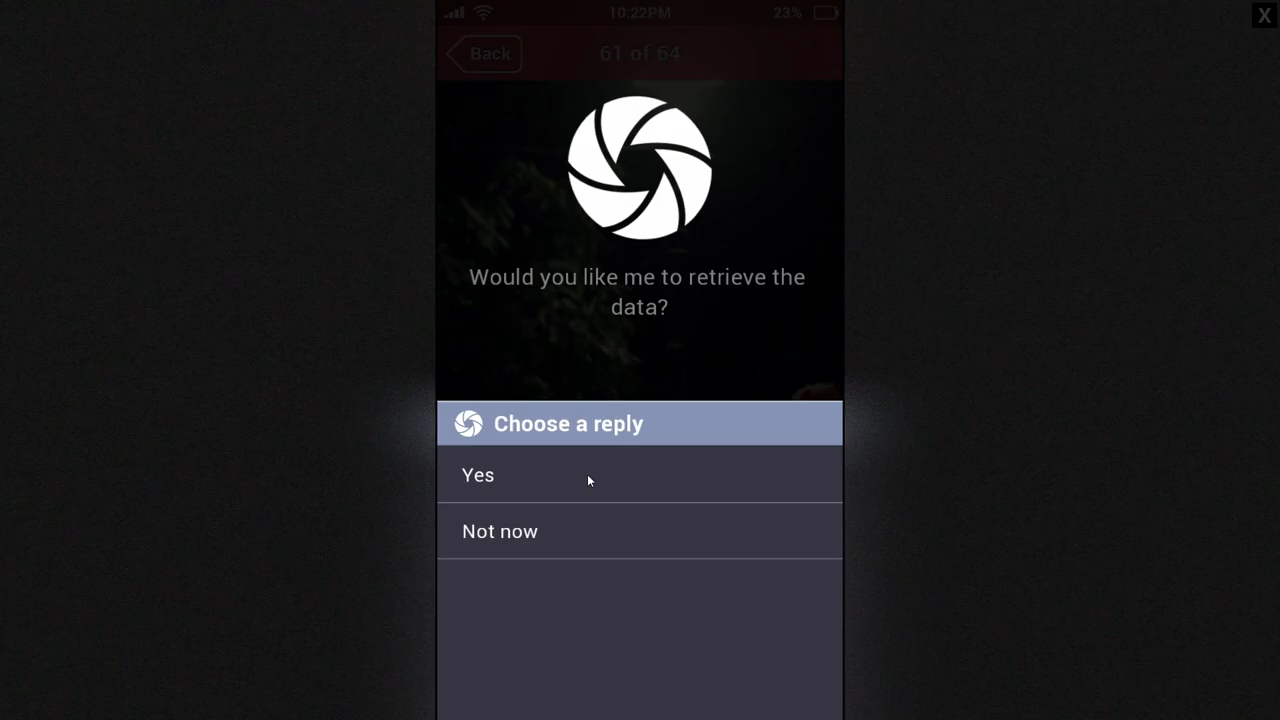 10:22PM
23%
X
Back
61 of 64
Would you like me to retrieve the
data?
Choose a reply
Yes
Not now